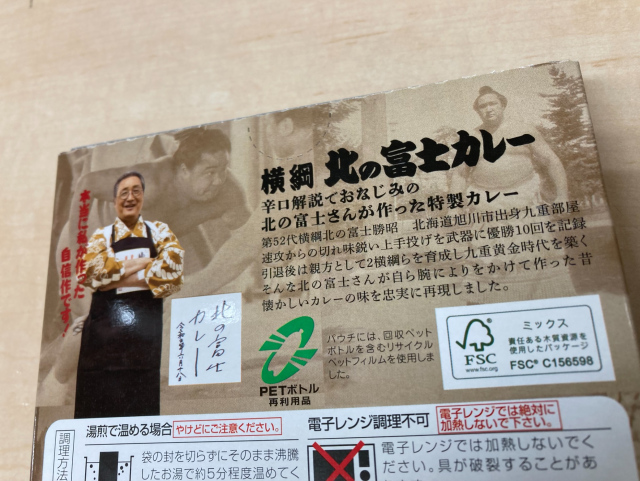 横綱 北の富士カレー
辛口解説でおなじみの
北の富士さんが作った特製カレー
第52代横綱北の富士勝昭 北海道旭川市出身九重部屋
速攻からの切れ味鋭い上手投げを武器に優勝10回を記録
引退後は親方として2横綱らを育成し九重黄金時代を築く
そんな北の富士さんが自ら腕によりをかけて作った昔
懐かしいカレーの味を忠実に再現しました。
本当に私が作った
自信作です!
北の富士
カレー
PETボトル
再利用品
パウチには、回収ペット
ボトルを含むリサイクル
ペットフィルムを使用しま
した。
FSC
www.fsc.org
ミックス
責任ある木質資源を
使用したパッケージ
FSC® C156598
調理方法
湯煎で温める場合 やけどにご注意ください。
袋の封を切らずにそのまま沸騰
したお湯で約5分程度温めてく
電子レンジ調理不可 電子レンジでは絶対に
加熱しないで下さい。
電子レンジでは加熱しないでく
ださい。具が破裂することがあ